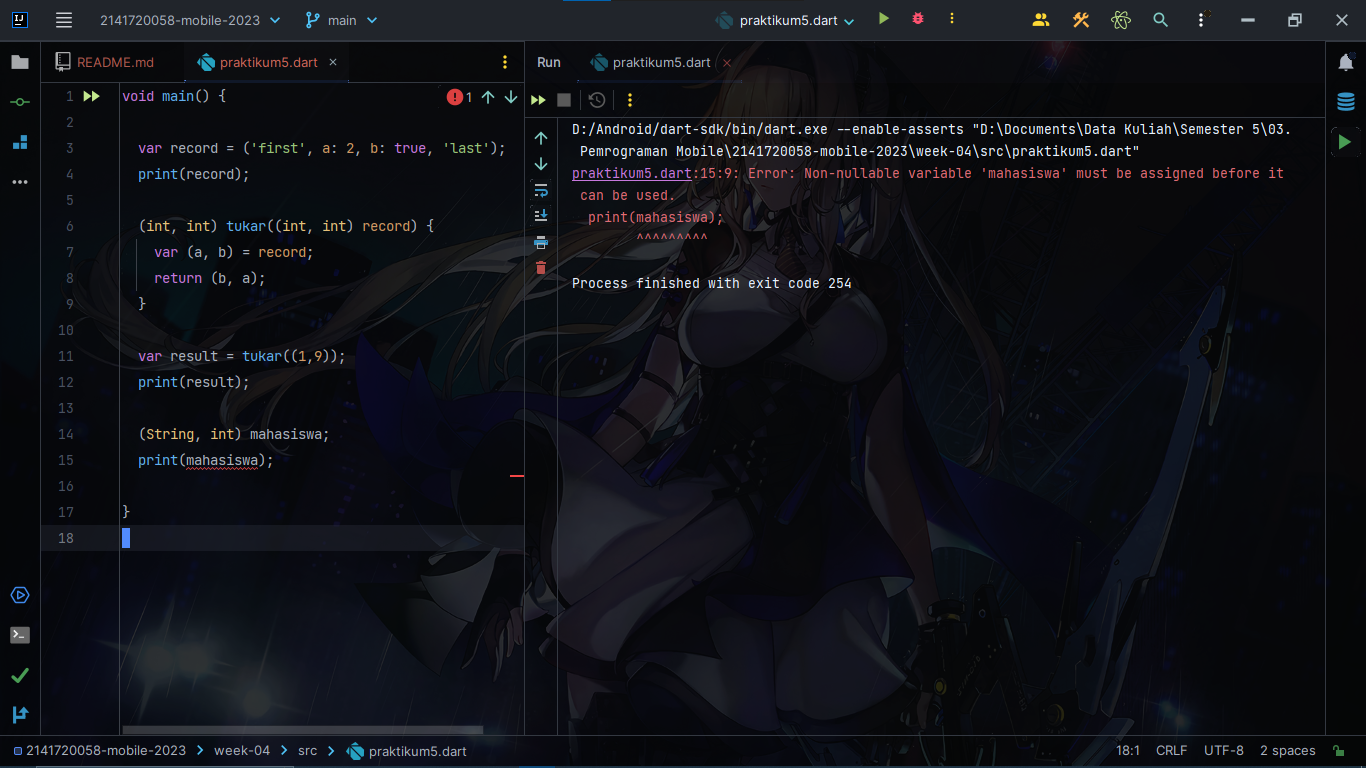 2141720058-mobile-2023 main praktikum5.dart
README.md praktikum5.dart
1 void main() {
2
3 var record = ('first', a: 2, b: true, 'last');
4 print(record);
5
6 (int, int) tukar((int, int) record) {
7 var (a, b) = record;
8 return (b, a);
9 }
10
11 var result = tukar((1,9));
12 print(result);
13
14 (String, int) mahasiswa;
15 print(mahasiswa);
16
17 }
18
1
Run praktikum5.dart
D:/Android/dart-sdk/bin/dart.exe --enable-asserts "D:\Documents\Data Kuliah\Semester 5\03.
Pemrograman Mobile\2141720058-mobile-2023\week-04\src\praktikum5.dart"
praktikum5.dart:15:9: Error: Non-nullable variable 'mahasiswa' must be assigned before it
can be used.
print(mahasiswa);
^^^^^^^^^
Process finished with exit code 254
2141720058-mobile-2023 > week-04 > src > praktikum5.dart
18:1 CRLF UTF-8 2 spaces